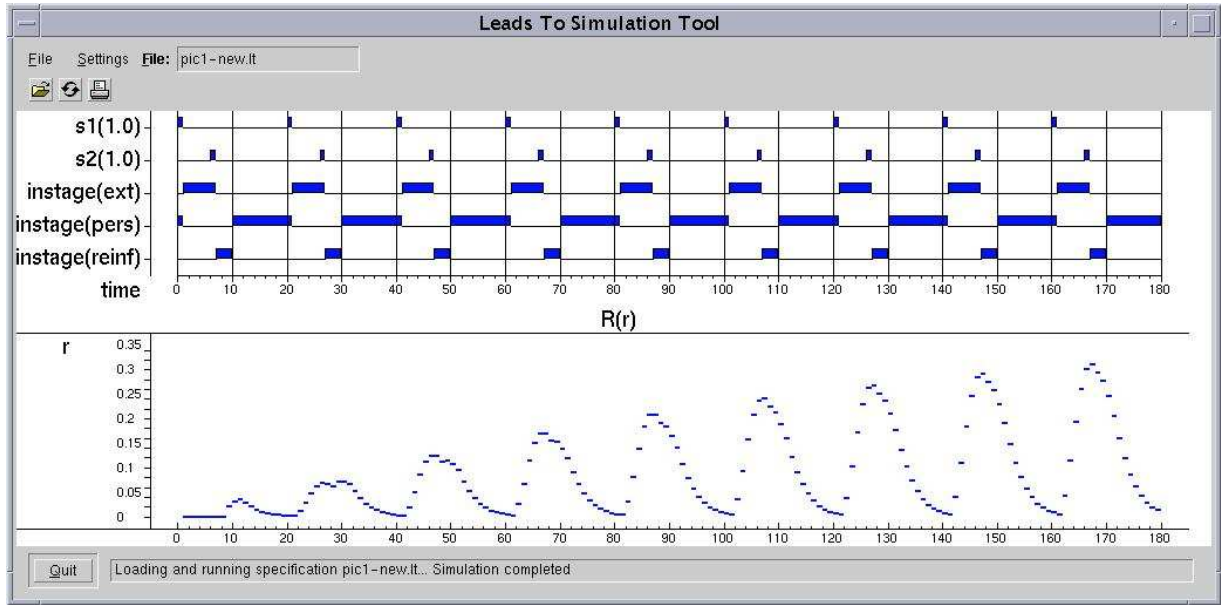 Leads To Simulation Tool
File Settings File: pic1-new.lt
s1(1.0)
s2(1.0)
instage(ext)
instage(pers)
instage(reinf)
time 0 10 20 30 40 50 60 70 80 90 100 110 120 130 140 150 160 170 180
R(r)
r
0.35
0.3
0.25
0.2
0.15
0.1
0.05
0
0 10 20 30 40 50 60 70 80 90 100 110 120 130 140 150 160 170 180
Quit Loading and running specification pic1-new.lt... Simulation completed